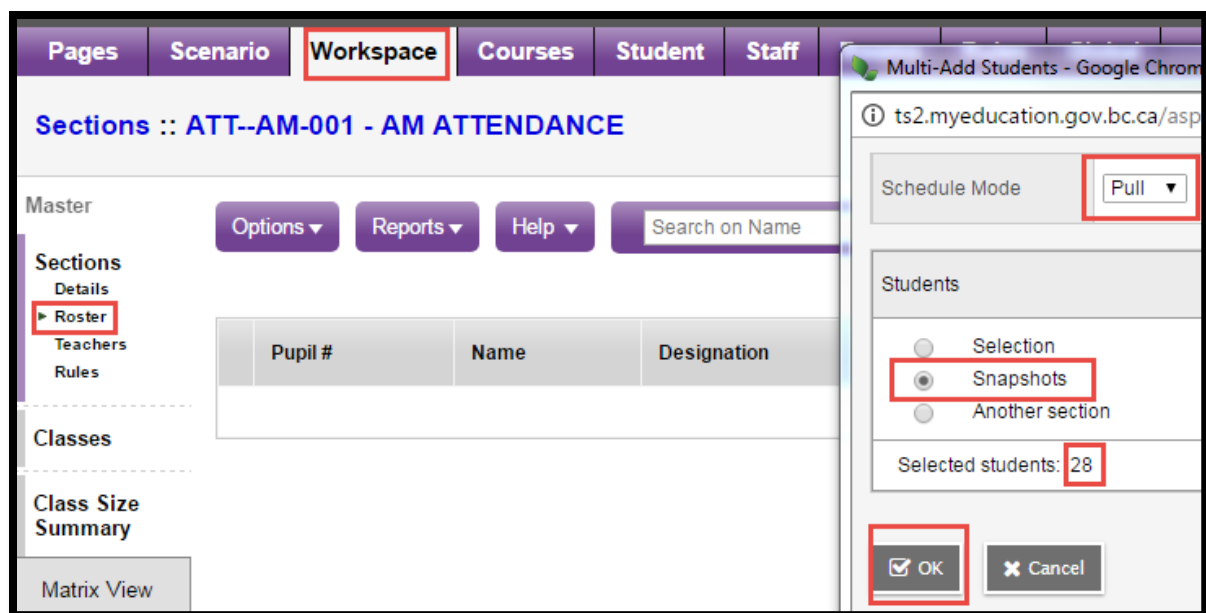 Pages Scenario Workspace Courses Student Staff
Sections :: ATT--AM-001 - AM ATTENDANCE
Master
Sections
Details
Roster
Teachers
Rules
Classes
Class Size
Summary
Matrix View
Options Reports Help Search on Name
Pupil # Name Designation
Multi-Add Students - Google Chrom
ts2.myeducation.gov.bc.ca/asp
Schedule Mode Pull
Students
Selection
Snapshots
Another section
Selected students: 28
OK Cancel